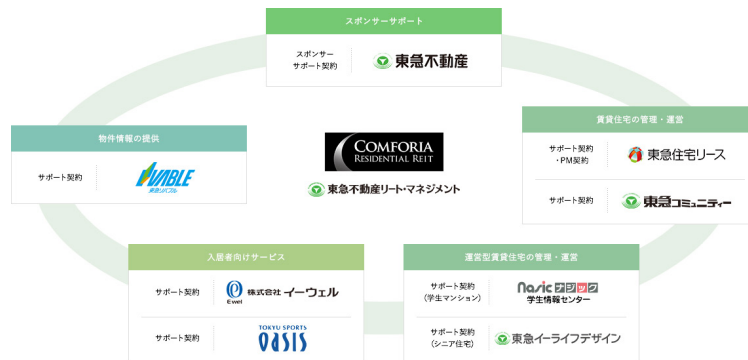 スポンサーサポート
スポンサー
サポート契約
東急不動産
物件情報の提供
サポート契約
LIVABLE
東急リバブル
COMFORIA
RESIDENTIAL REIT
東急不動産リート・マネジメント
賃貸住宅の管理・運営
サポート契約
・PM契約
東急住宅リース
サポート契約
東急コミュニティー
入居者向けサービス
サポート契約
Ewel
株式会社イーウェル
サポート契約
TOKYU SPORTS
OASIS
運営型賃貸住宅の管理・運営
サポート契約
(学生マンション)
Nasic ナジック
学生情報センター
サポート契約
(シニア住宅)
東急イーライフデザイン